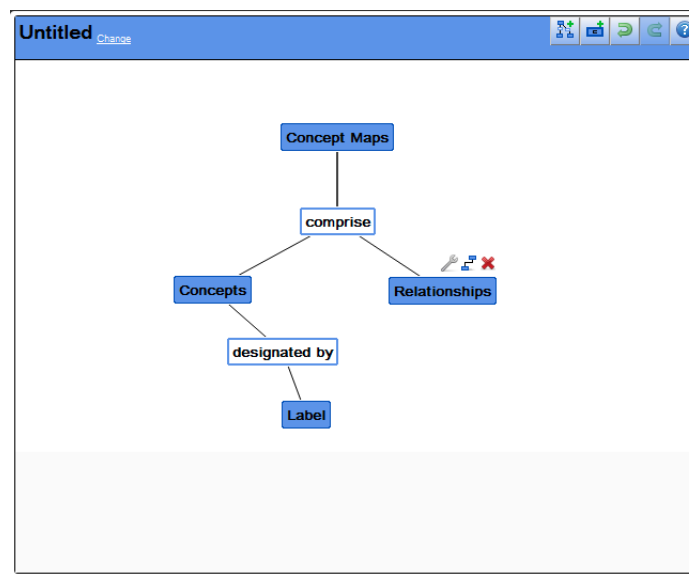 Untitled Change
Concept Maps
comprise
Concepts
Relationships
designated by
Label